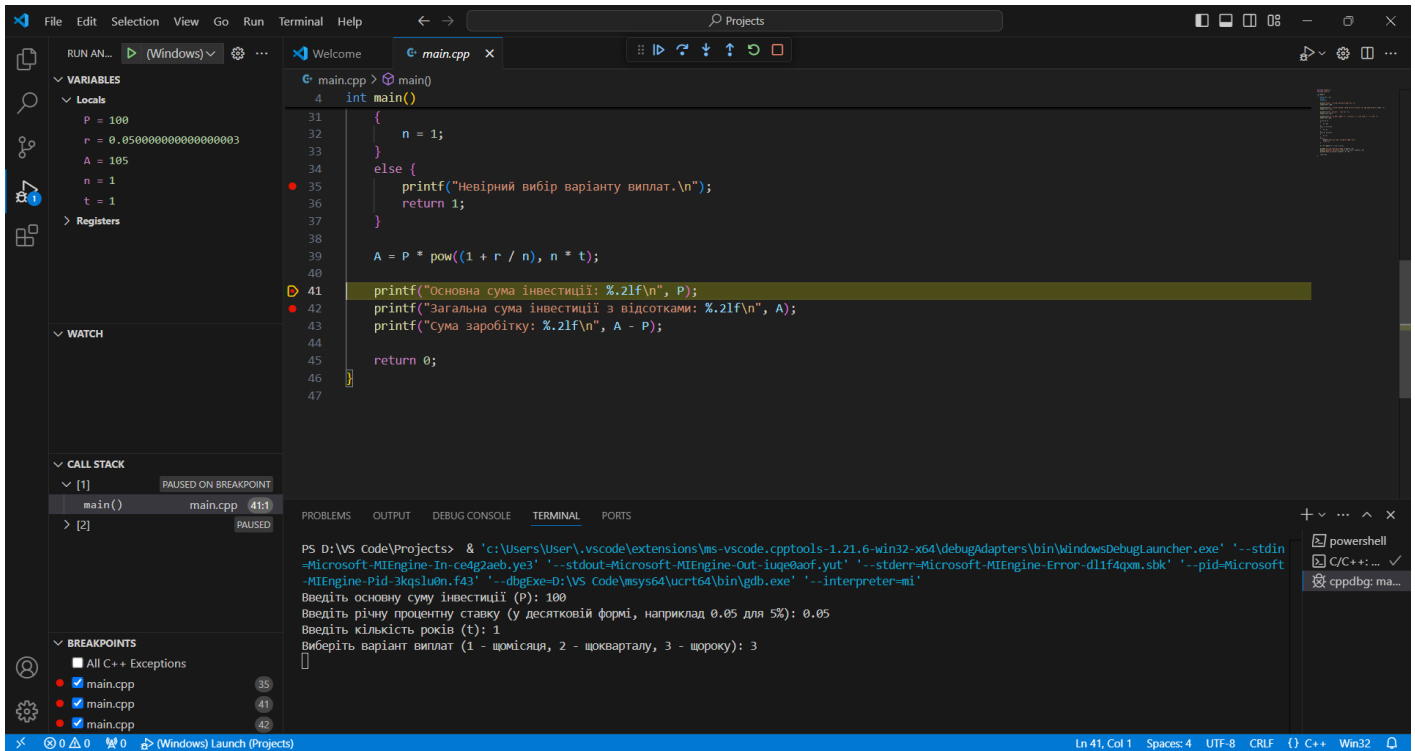 File Edit Selection View Go Run Terminal Help
Projects
RUN AN... (Windows)
Welcome
main.cpp
main.cpp > main()
VARIABLES
Locals
P = 100
r = 0.050000000000000003
A = 105
n = 1
t = 1
Registers
WATCH
CALL STACK
[1] PAUSED ON BREAKPOINT
main() main.cpp 41:1
[2] PAUSED
BREAKPOINTS
All C++ Exceptions
main.cpp 35
main.cpp 41
main.cpp 42
4 int main()
31 {
32 n = 1;
33 }
34 else {
35 printf("Невірний вибір варіанту виплат.\n");
36 return 1;
37 }
38
39 A = P * pow((1 + r / n), n * t);
40
41 printf("Основна сума інвестиції: %.2lf\n", P);
42 printf("Загальна сума інвестиції з відсотками: %.2lf\n", A);
43 printf("Сума заробітку: %.2lf\n", A - P);
44
45 return 0;
46 }
47
PROBLEMS OUTPUT DEBUG CONSOLE TERMINAL PORTS
PS D:\VS Code\Projects> & 'c:\Users\User\.vscode\extensions\ms-vscode.cpptools-1.21.6-win32-x64\debugAdapters\bin\WindowsDebugLauncher.exe' '--stdin
=Microsoft-MIEngine-In-ce4g2aeb.ye3' '--stdout=Microsoft-MIEngine-Out-iuqe0aof.yut' '--stderr=Microsoft-MIEngine-Error-dl1f4qxm.sbk' '--pid=Microsoft
-MIEngine-Pid-3kqslu0n.f43' '--dbgExe=D:\VS Code\msys64\ucrt64\bin\gdb.exe' '--interpreter=mi'
Введіть основну суму інвестиції (P): 100
Введіть річну процентну ставку (у десятковій формі, наприклад 0.05 для 5%): 0.05
Введіть кількість років (t): 1
Виберіть варіант виплат (1 - щомісяця, 2 - щокварталу, 3 - щороку): 3
powershell
C/C++: ...
cppdbg: ma...
0 0 0 (Windows) Launch (Projects)
Ln 41, Col 1 Spaces: 4 UTF-8 CRLF {} C++ Win32